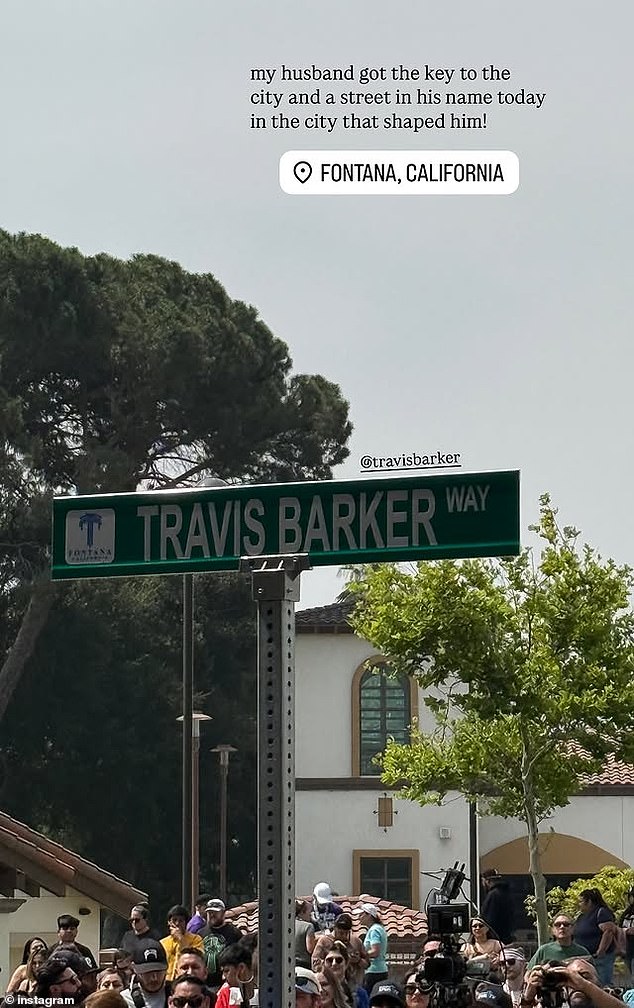 my husband got the key to the
city and a street in his name today
in the city that shaped him!
FONTANA, CALIFORNIA
@travisbarker
TRAVIS BARKER WAY
FONTANA
CALIFORNIA
© instagram